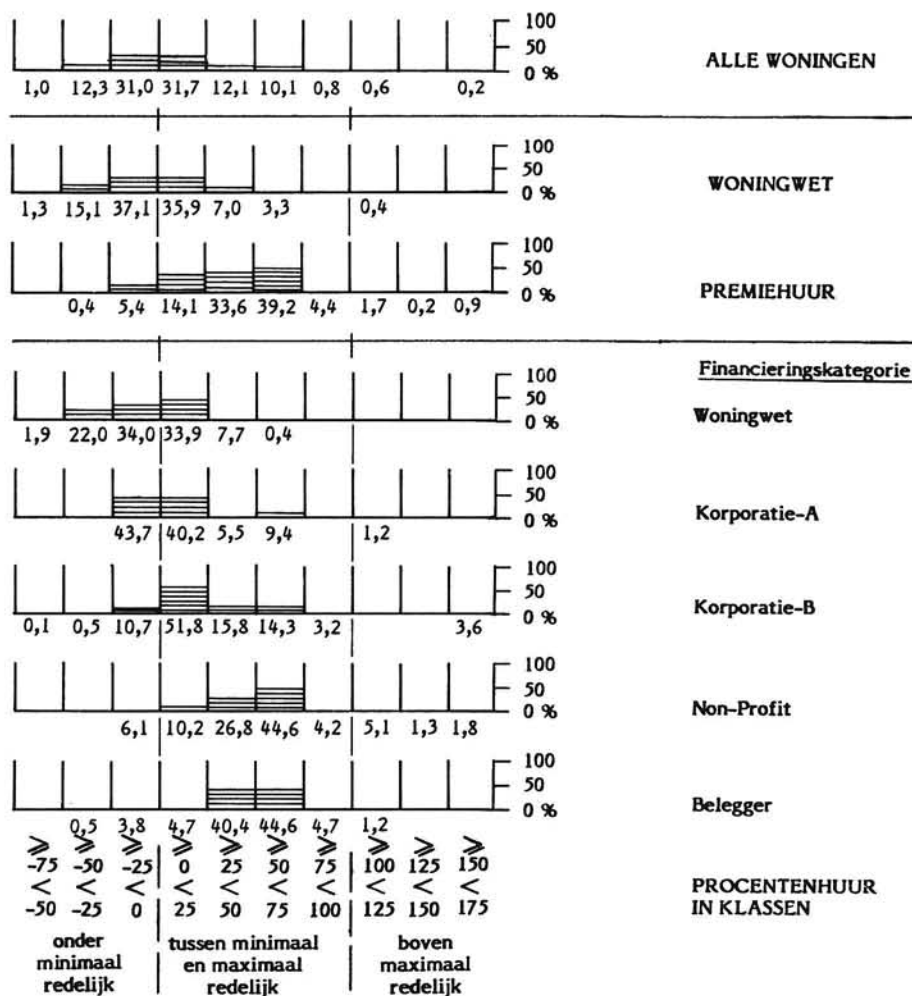 100
50
0 %
ALLE WONINGEN
1,0 12,3 31,0 31,7 12,1 10,1 0,8 0,6 0,2
100
50
0 %
WONINGWET
1,3 15,1 37,1 35,9 7,0 3,3 0,4
100
50
0 %
PREMIEHUUR
0,4 5,4 14,1 33,6 39,2 4,4 1,7 0,2 0,9
Financieringskategorie
100
50
0 %
Woningwet
1,9 22,0 34,0 33,9 7,7 0,4
100
50
0 %
Korporatie-A
43,7 40,2 5,5 9,4 1,2
100
50
0 %
Korporatie-B
0,1 0,5 10,7 51,8 15,8 14,3 3,2 3,6
100
50
0 %
Non-Profit
6,1 10,2 26,8 44,6 4,2 5,1 1,3 1,8
100
50
0 %
Belegger
0,5 3,8 4,7 40,4 44,6 4,7 1,2
⩾ ⩾ ⩾ ⩾ ⩾ ⩾ ⩾ ⩾ ⩾ ⩾
-75 -50 -25 0 25 50 75 100 125 150
< < < < < < < < < <
-50 -25 0 25 50 75 100 125 150 175
PROCENTENHUUR
IN KLASSEN
onder
minimaal
redelijk
tussen minimaal
en maximaal
redelijk
boven
maximaal
redelijk